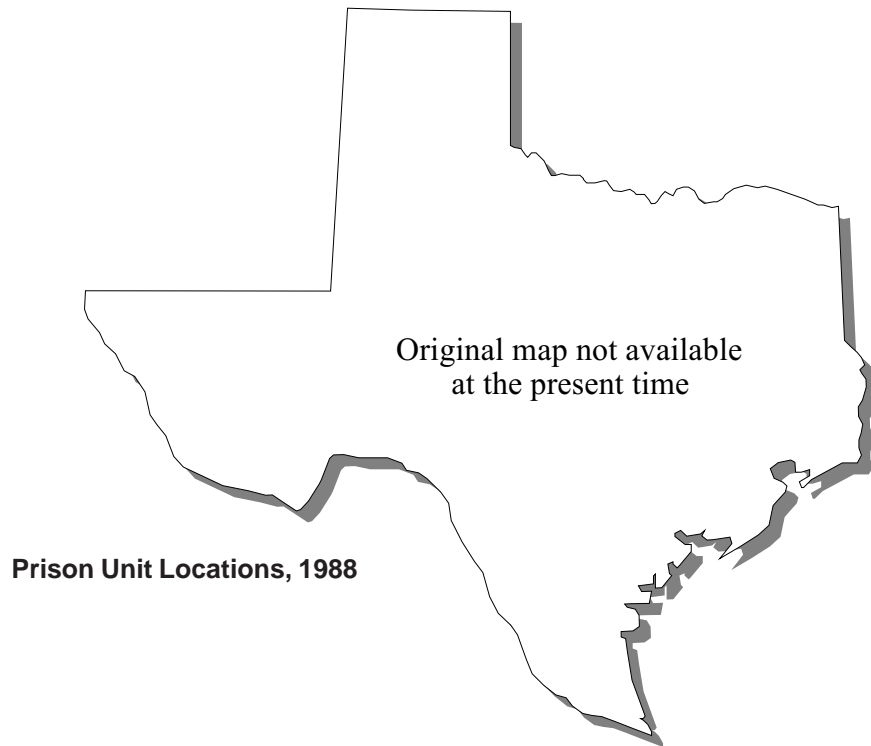 Original map not available
at the present time
Prison Unit Locations, 1988